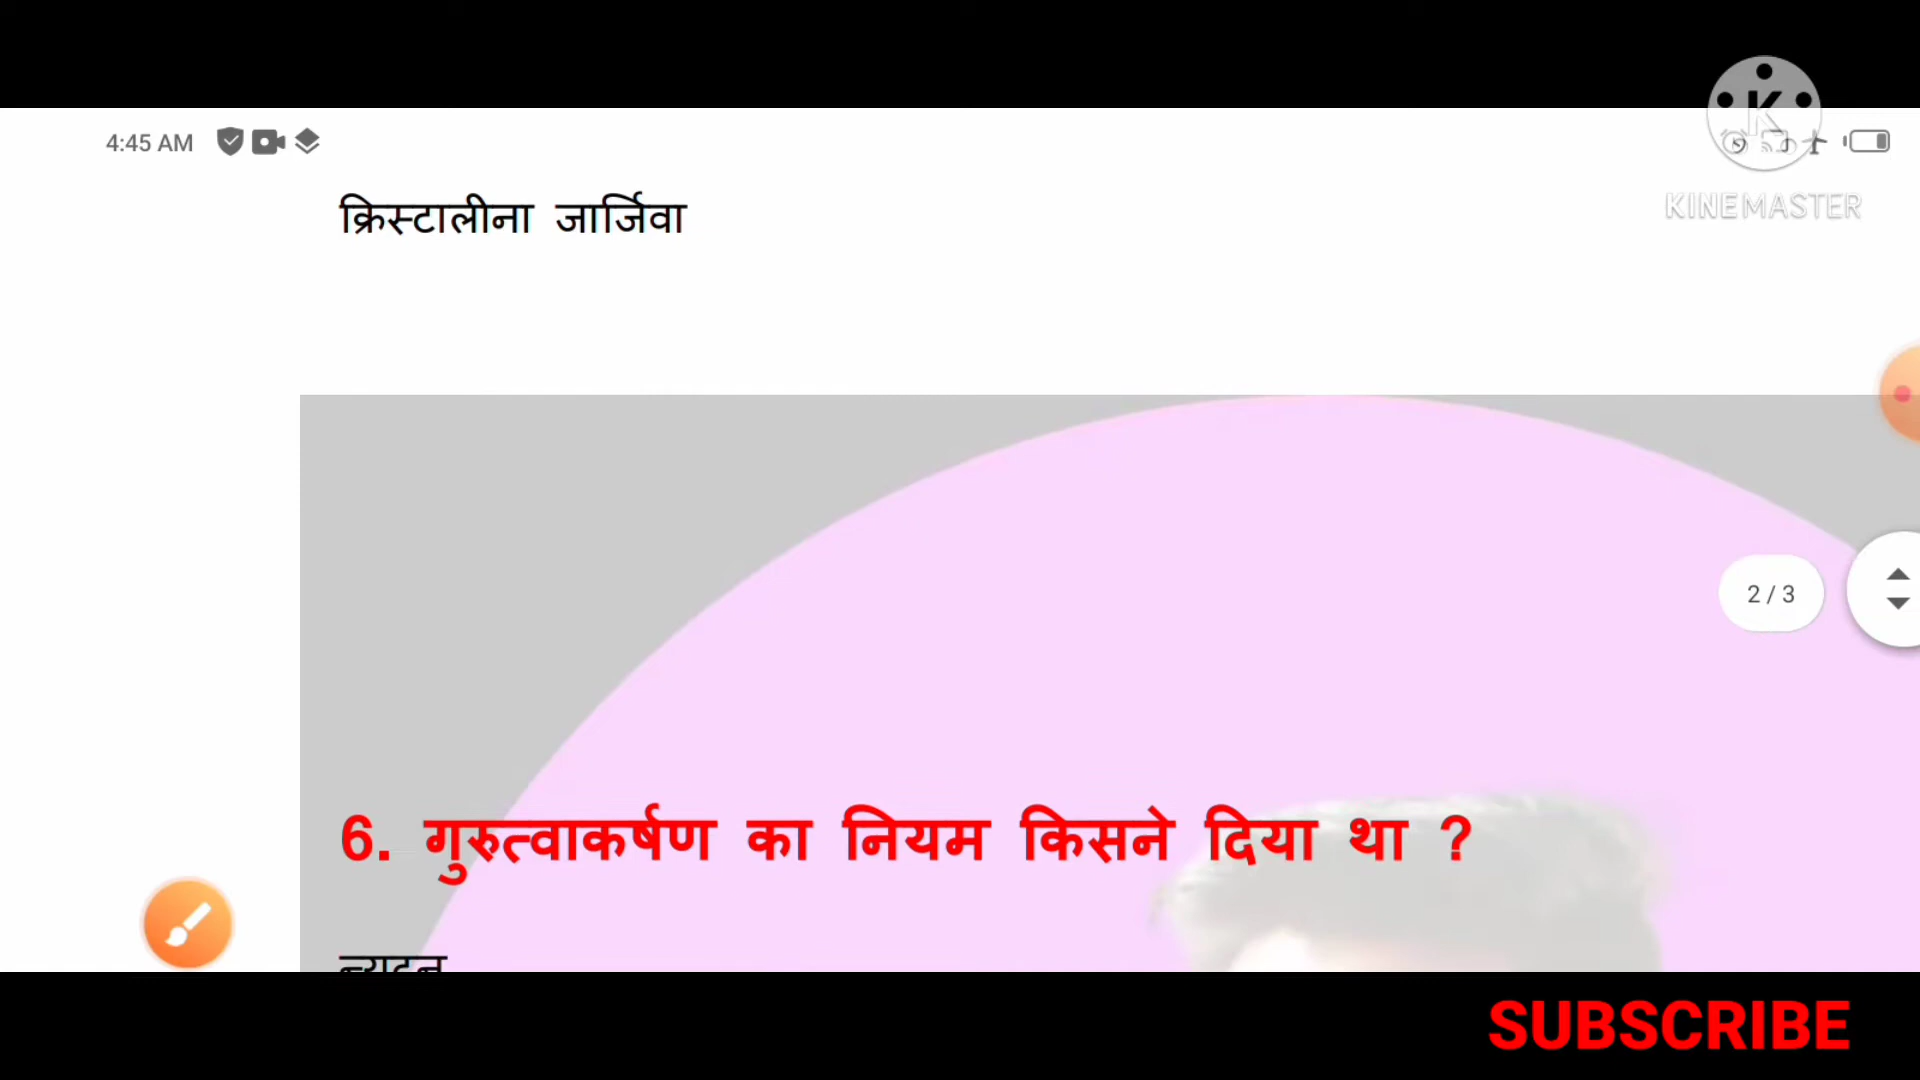 4:45 AM
KINEMASTER
क्रिस्टालीना जार्जिवा
2 / 3
6. गुरुत्वाकर्षण का नियम किसने दिया था ?
SUBSCRIBE